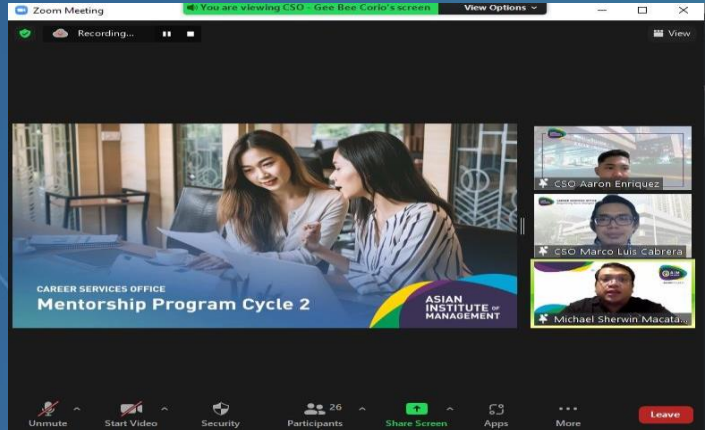 Zoom Meeting
You are viewing CSO - Gee Bee Corio's screen
View Options
Recording...
View
CAREER SERVICES OFFICE
Mentorship Program Cycle 2
ASIAN
INSTITUTE OF
MANAGEMENT
CSO Aaron Enriquez
CSO Marco Luis Cabrera
Michael Sherwin Macata...
Unmute
Start Video
Security
26
Participants
Share Screen
Apps
More
Leave